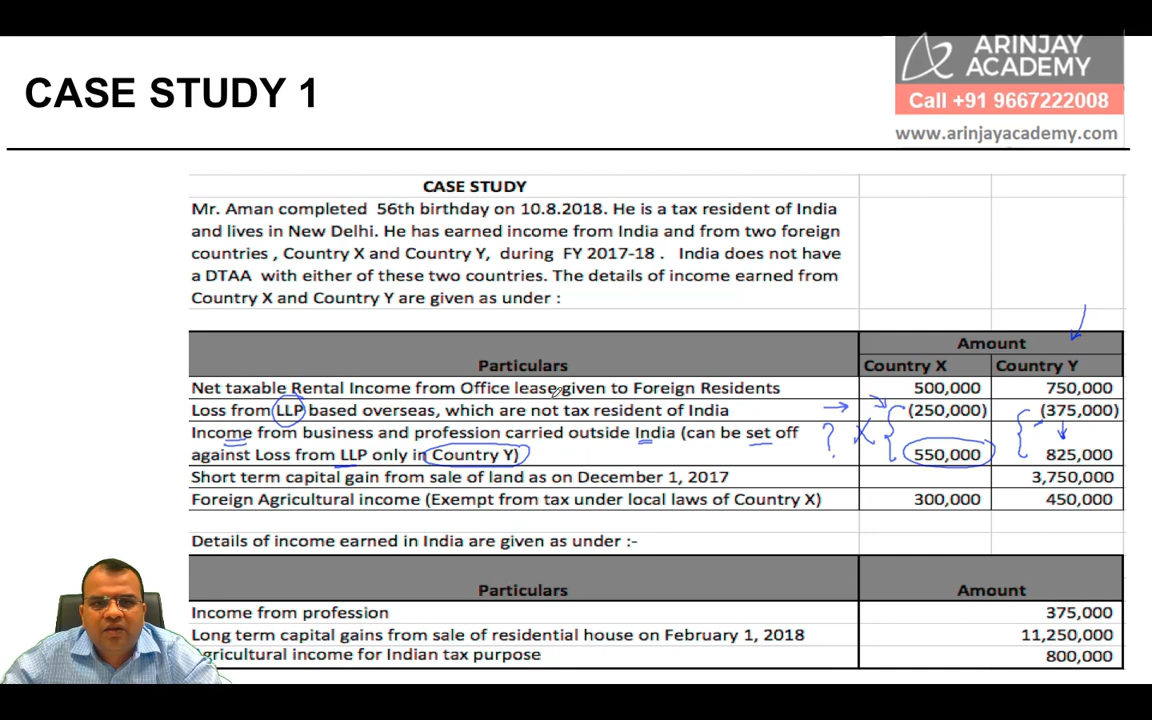 ARINJAY
ACADEMY
Call +91 9667222008
www.arinjayacademy.com
CASE STUDY 1
CASE STUDY
Mr. Aman completed 56th birthday on 10.8.2018. He is a tax resident of India
and lives in New Delhi. He has earned income from India and from two foreign
countries , Country X and Country Y, during FY 2017-18 . India does not have
a DTAA with either of these two countries. The details of income earned from
Country X and Country Y are given as under :
Amount
Particulars Country X Country Y
Net taxable Rental Income from Office lease given to Foreign Residents 500,000 750,000
Loss from LLP based overseas, which are not tax resident of India (250,000) (375,000)
Income from business and profession carried outside India (can be set off
against Loss from LLP only in Country Y) ? X 550,000 825,000
Short term capital gain from sale of land as on December 1, 2017 3,750,000
Foreign Agricultural income (Exempt from tax under local laws of Country X) 300,000 450,000
Details of income earned in India are given as under :-
Particulars Amount
Income from profession 375,000
Long term capital gains from sale of residential house on February 1, 2018 11,250,000
gricultural income for Indian tax purpose 800,000